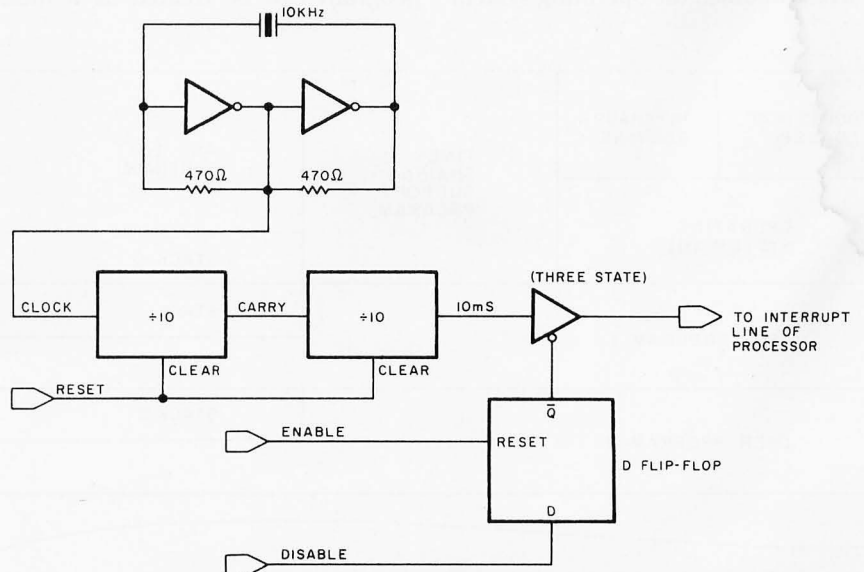 10KHz
470Ω
470Ω
(THREE STATE)
CLOCK
÷10
CARRY
÷10
10mS
TO INTERRUPT
LINE OF
PROCESSOR
CLEAR
CLEAR
RESET
Q̅
ENABLE
RESET
D FLIP-FLOP
D
DISABLE